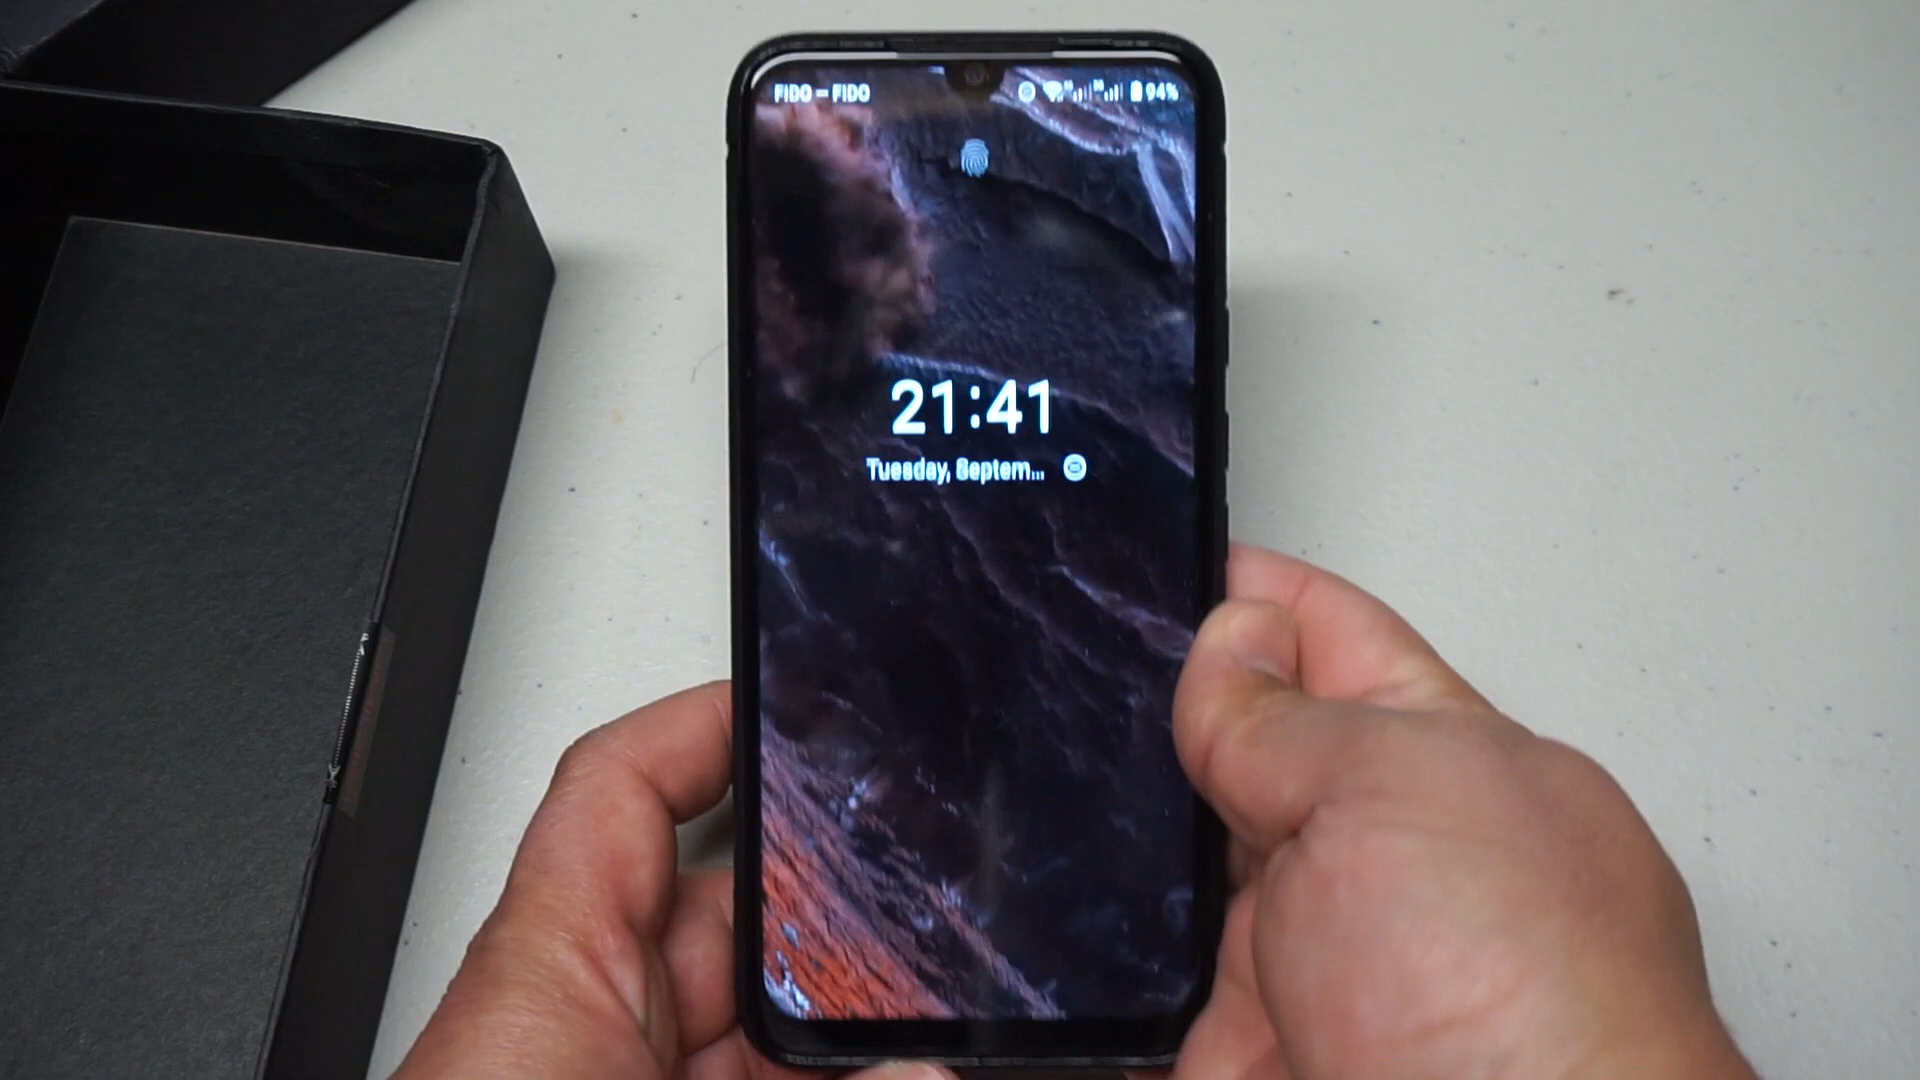 FIDO — FIDO 94%
21:41
Tuesday, Septem...